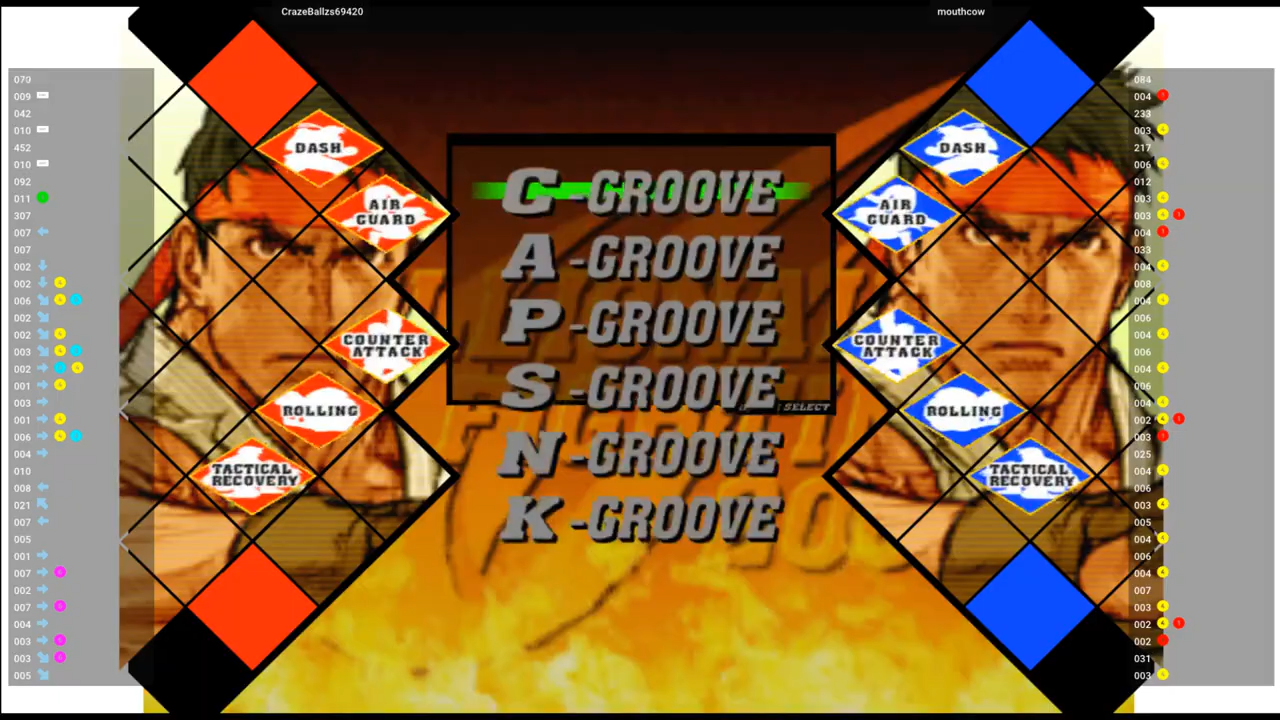 CrazeBallzs69420
mouthcow
079
009
042
010
452
010
092
011
307
007
007
002
002
006
002
002
003
002
001
003
001
006
004
010
008
021
007
005
001
007
002
007
004
003
003
005
DASH
AIR
GUARD
COUNTER
ATTACK
ROLLING
TACTICAL
RECOVERY
C-GROOVE
A-GROOVE
P-GROOVE
S-GROOVE
SELECT
N-GROOVE
K-GROOVE
DASH
AIR
GUARD
COUNTER
ATTACK
ROLLING
TACTICAL
RECOVERY
084
004
233
003
217
006
012
003
003
004
033
004
008
004
006
004
006
004
006
004
002
003
025
004
006
003
005
004
006
004
007
003
002
002
031
003